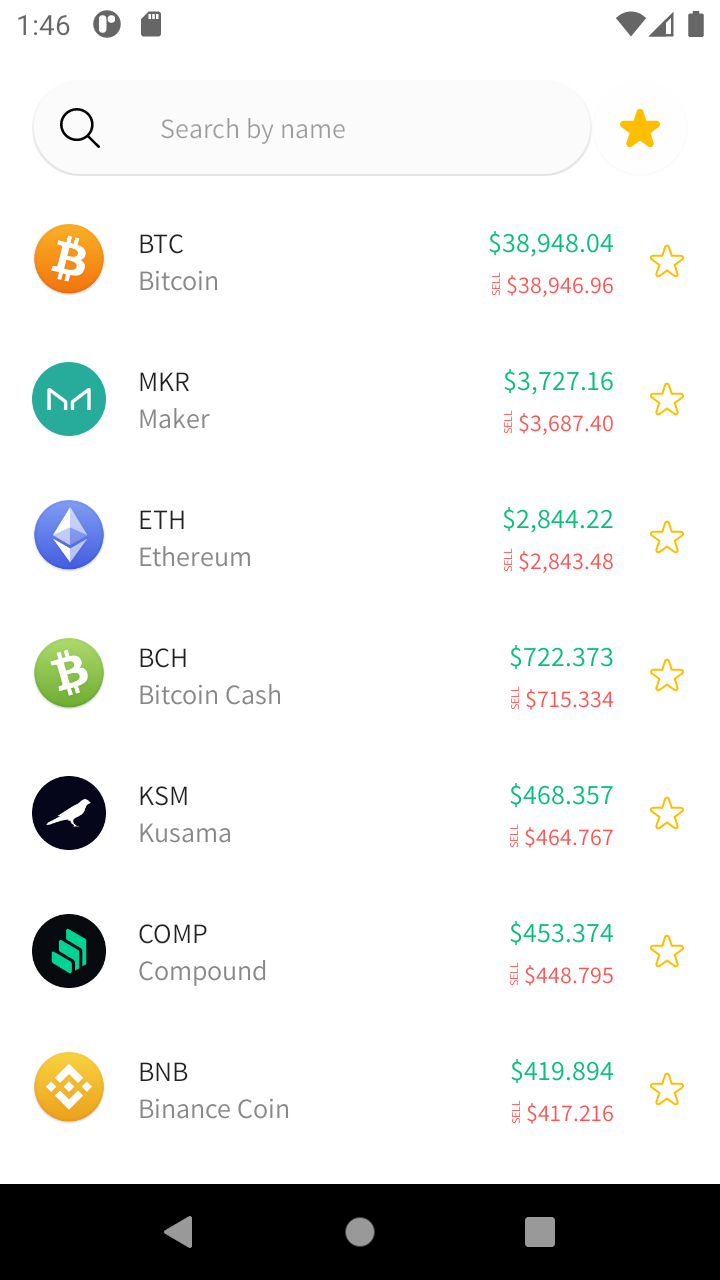 1:46
Search by name
BTC
$38,948.04
Bitcoin
SELL $38,946.96
MKR
$3,727.16
Maker
SELL $3,687.40
ETH
$2,844.22
Ethereum
SELL $2,843.48
BCH
$722.373
Bitcoin Cash
SELL $715.334
KSM
$468.357
Kusama
SELL $464.767
COMP
$453.374
Compound
SELL $448.795
BNB
$419.894
Binance Coin
SELL $417.216